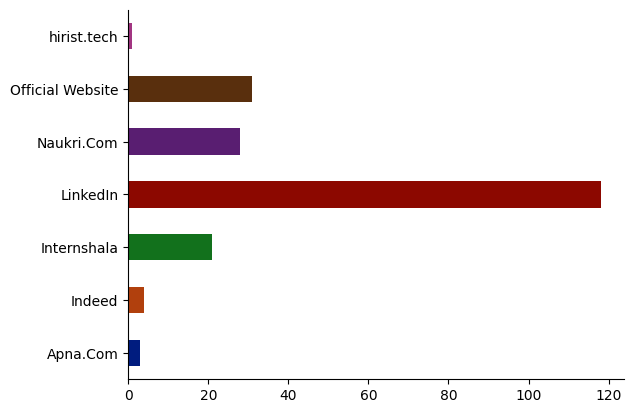 hirist.tech
Official Website
Naukri.Com
LinkedIn
Internshala
Indeed
Apna.Com
0 20 40 60 80 100 120